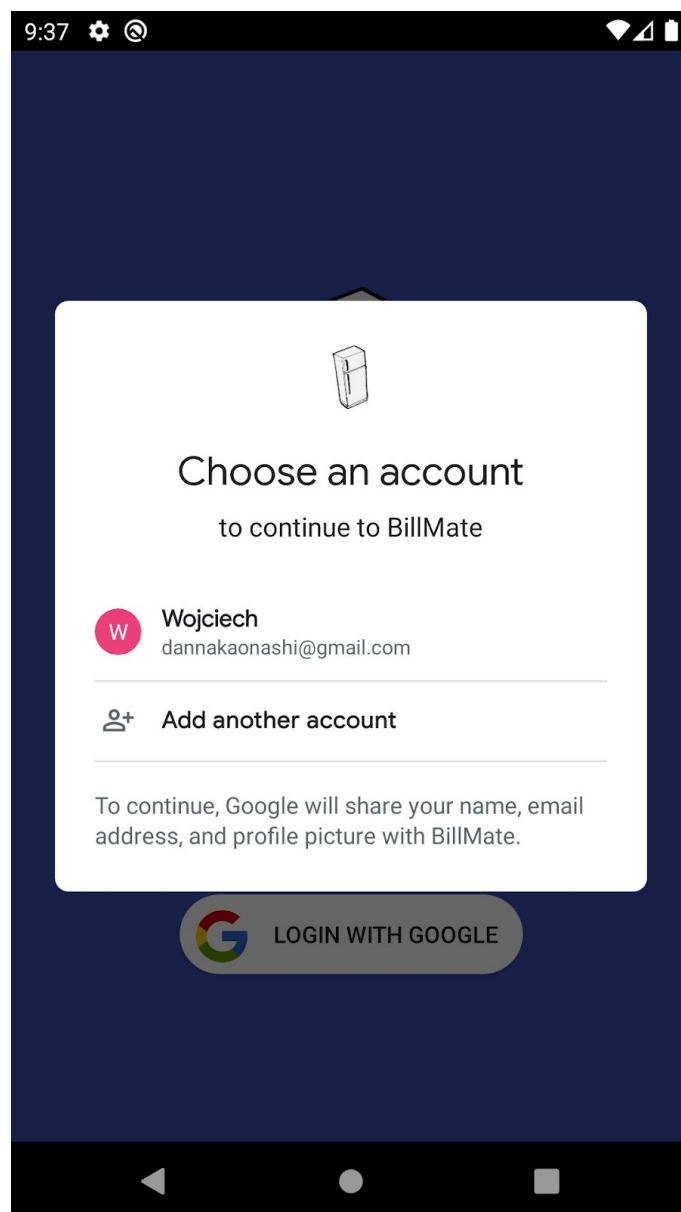 9:37
Choose an account
to continue to BillMate
W
Wojciech
dannakaonashi@gmail.com
Add another account
To continue, Google will share your name, email
address, and profile picture with BillMate.
LOGIN WITH GOOGLE